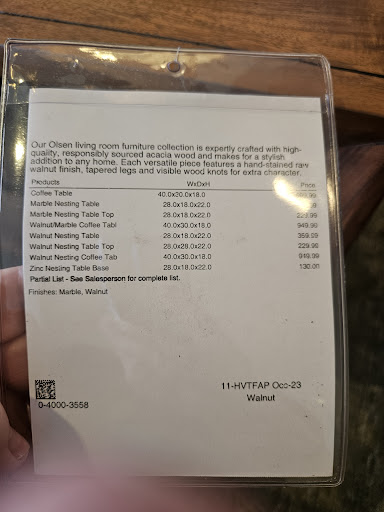 Our Olsen living room furniture collection is expertly crafted with high-
quality, responsibly sourced acacia wood and makes for a stylish
addition to any home. Each versatile piece features a hand-stained raw
walnut finish, tapered legs and visible wood knots for extra character.
Products WxDxH Price
Coffee Table 40.0x30.0x18.0
Marble Nesting Table 28.0x18.0x22.0
Marble Nesting Table Top 28.0x18.0x22.0 229.99
Walnut/Marble Coffee Tabl 40.0x30.0x18.0 949.99
Walnut Nesting Table 28.0x18.0x22.0 359.99
Walnut Nesting Table Top 28.0x28.0x22.0 229.99
Walnut Nesting Coffee Tab 40.0x30.0x18.0 919.99
Zinc Nesting Table Base 28.0x18.0x22.0 130.00
Partial List - See Salesperson for complete list.
Finishes: Marble, Walnut
11-HVTFAP Occ-23
Walnut
0-4000-3558